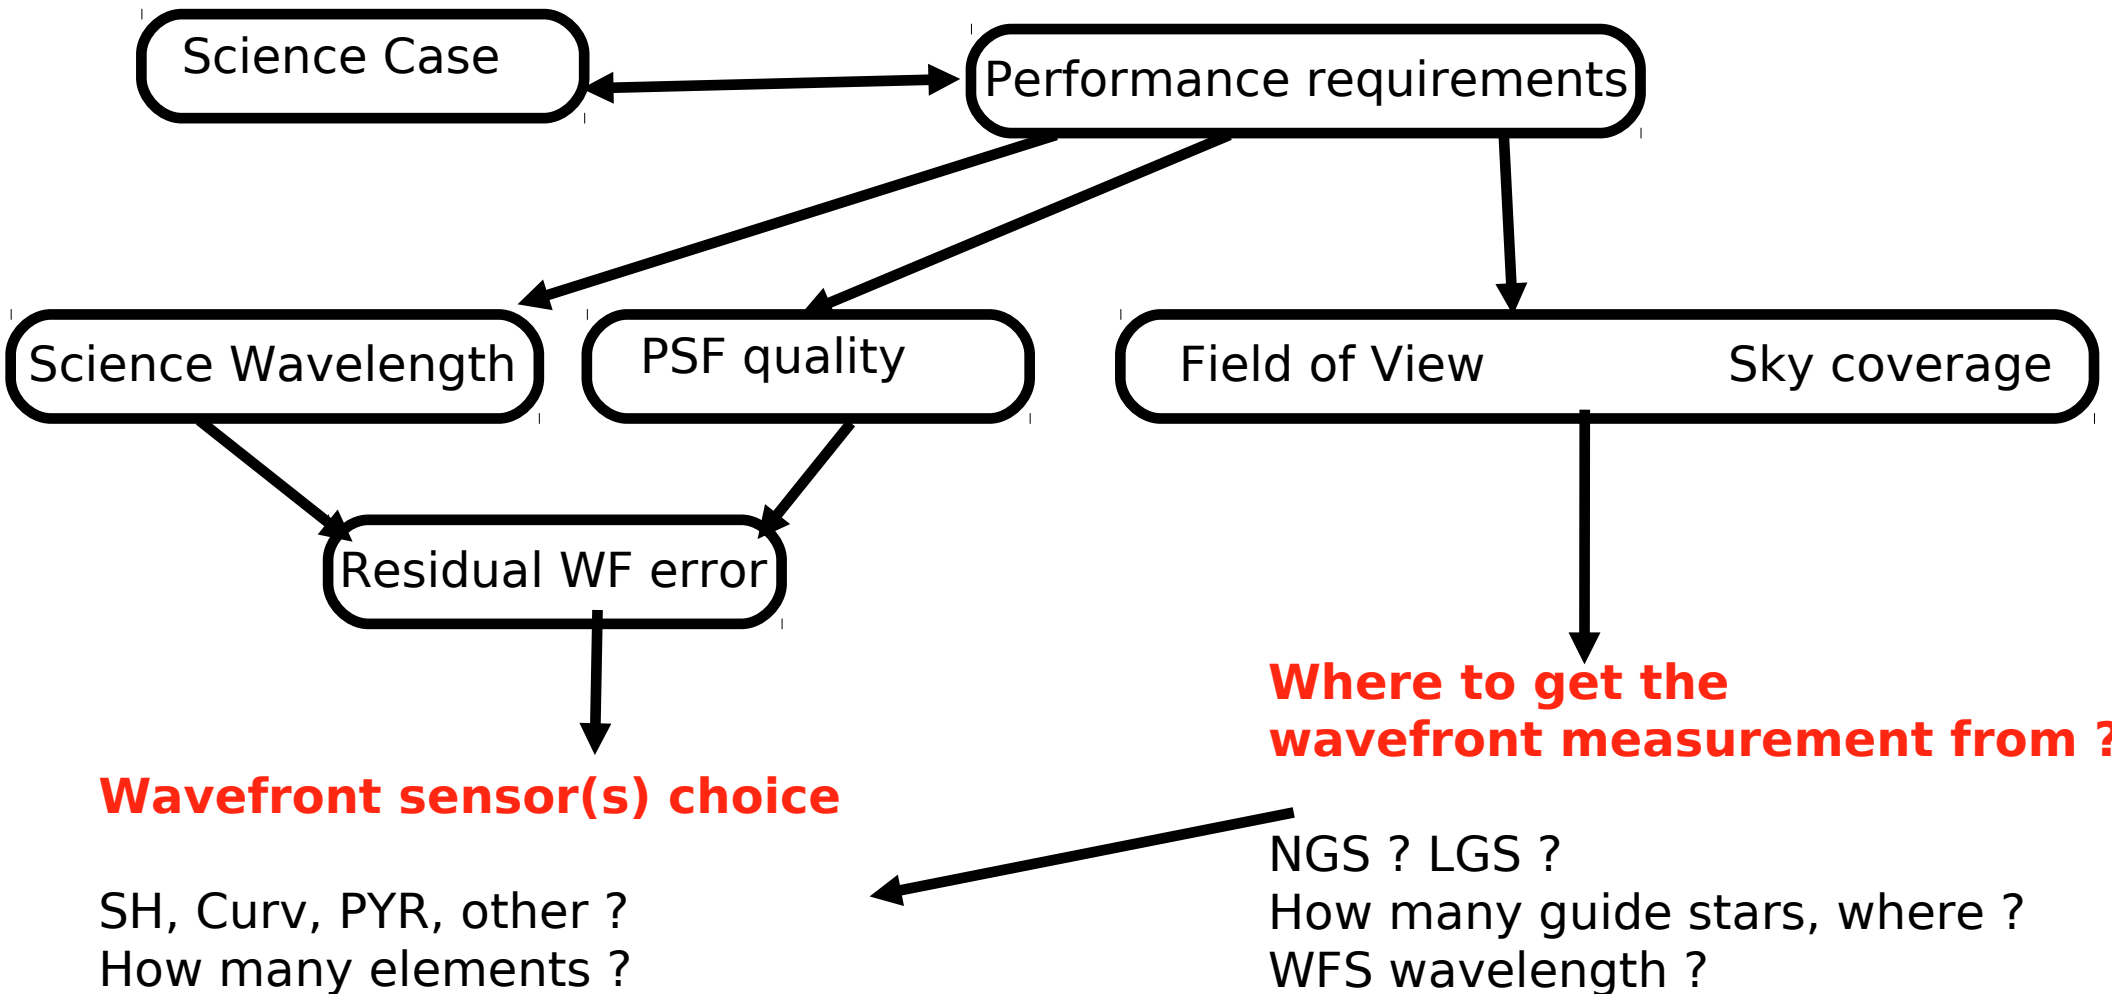 Science Case
Performance requirements
Science Wavelength
PSF quality
Field of View
Sky coverage
Residual WF error
Where to get the
wavefront measurement from ?
Wavefront sensor(s) choice
NGS ? LGS ?
How many guide stars, where ?
WFS wavelength ?
SH, Curv, PYR, other ?
How many elements ?